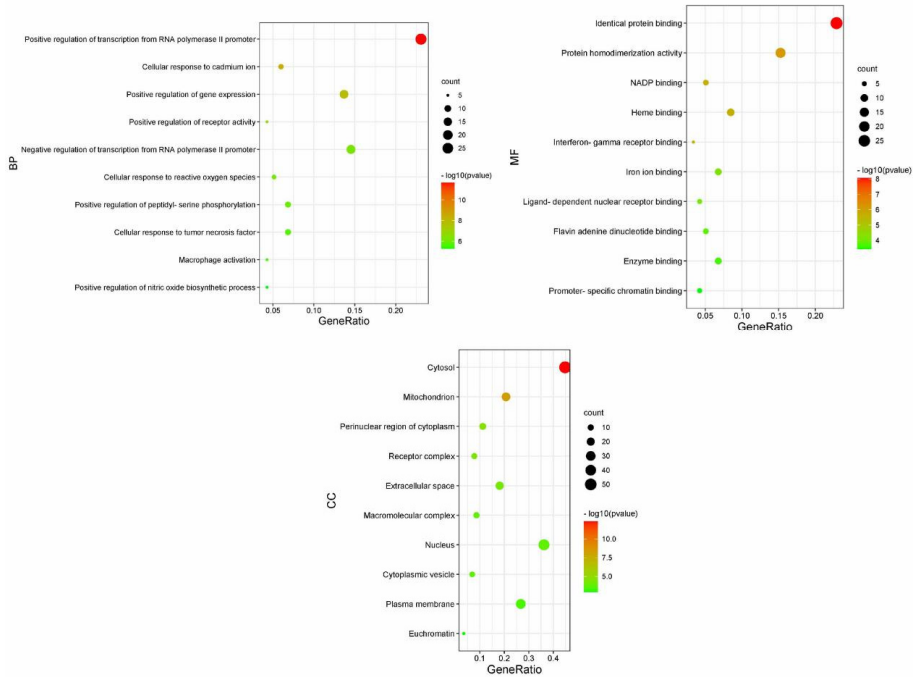 BP
Positive regulation of transcription from RNA polymerase II promoter
Cellular response to cadmium ion
Positive regulation of gene expression
Positive regulation of receptor activity
Negative regulation of transcription from RNA polymerase II promoter
Cellular response to reactive oxygen species
Positive regulation of peptidyl- serine phosphorylation
Cellular response to tumor necrosis factor
Macrophage activation
Positive regulation of nitric oxide biosynthetic process
0.05 0.10 0.15 0.20
GeneRatio
count
5
10
15
20
25
- log10(pvalue)
10
8
6
MF
Identical protein binding
Protein homodimerization activity
NADP binding
Heme binding
Interferon- gamma receptor binding
Iron ion binding
Ligand- dependent nuclear receptor binding
Flavin adenine dinucleotide binding
Enzyme binding
Promoter- specific chromatin binding
0.05 0.10 0.15 0.20
GeneRatio
count
5
10
15
20
25
- log10(pvalue)
8
7
6
5
4
CC
Cytosol
Mitochondrion
Perinuclear region of cytoplasm
Receptor complex
Extracellular space
Macromolecular complex
Nucleus
Cytoplasmic vesicle
Plasma membrane
Euchromatin
0.1 0.2 0.3 0.4
GeneRatio
count
10
20
30
40
50
- log10(pvalue)
10.0
7.5
5.0